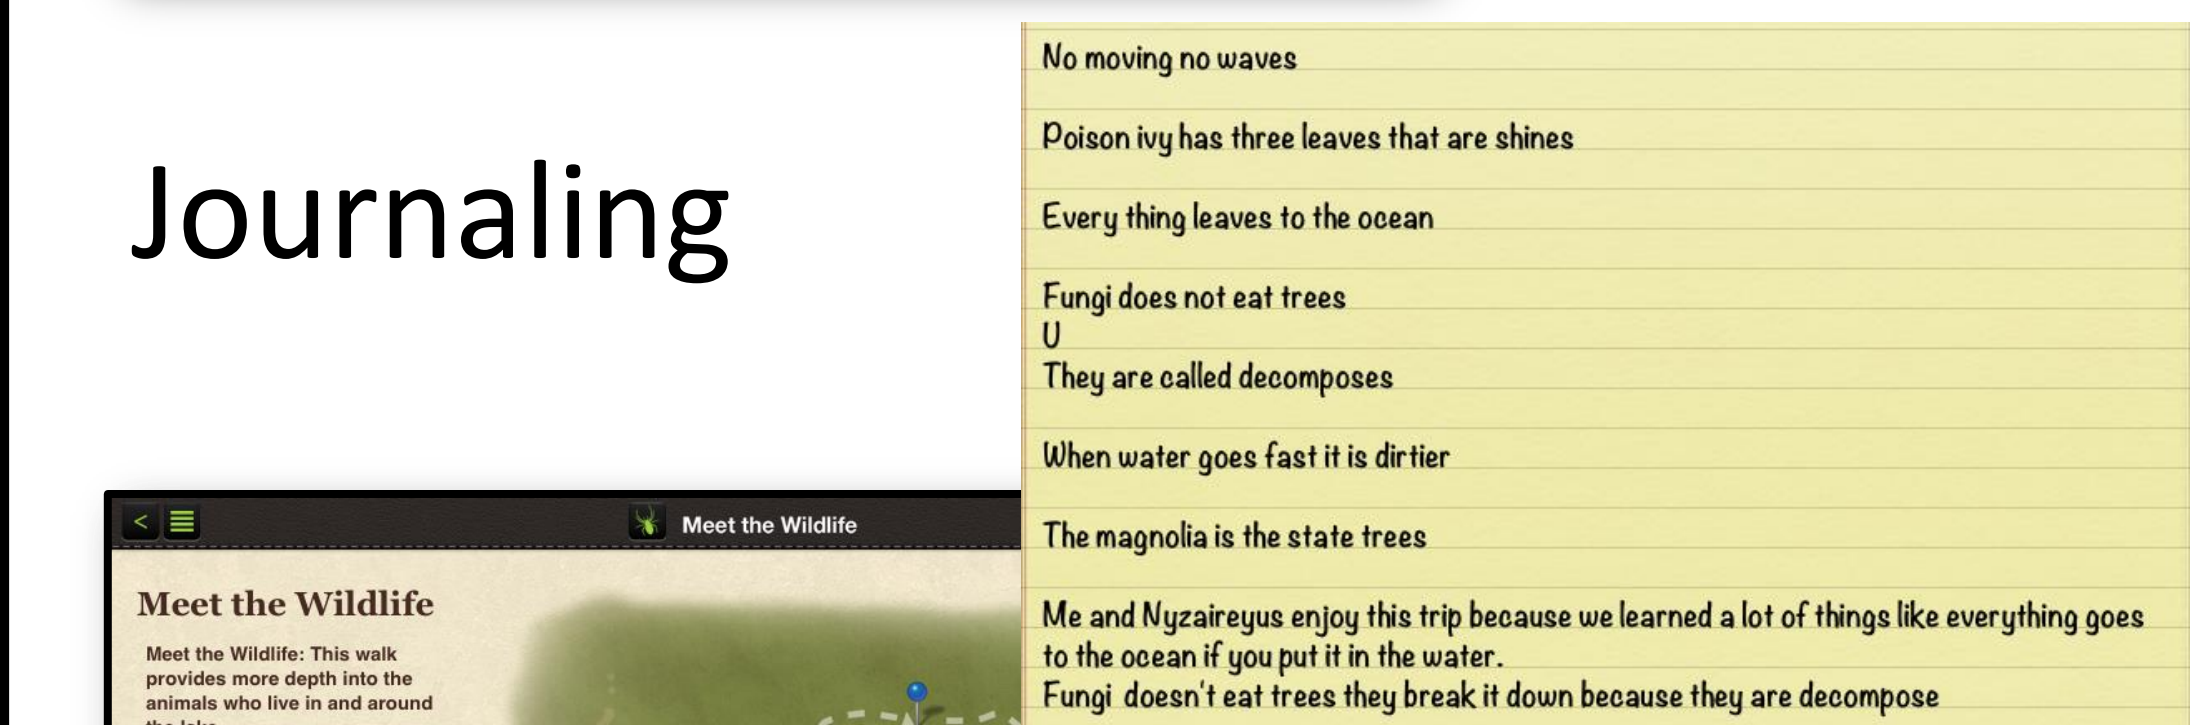 Journaling
No moving no waves
Poison ivy has three leaves that are shines
Every thing leaves to the ocean
Fungi does not eat trees
U
They are called decomposes
When water goes fast it is dirtier
The magnolia is the state trees
Me and Nyzaireyus enjoy this trip because we learned a lot of things like everything goes
to the ocean if you put it in the water.
Fungi doesn't eat trees they break it down because they are decompose
< Meet the Wildlife
Meet the Wildlife
Meet the Wildlife: This walk
provides more depth into the
animals who live in and around
the lake